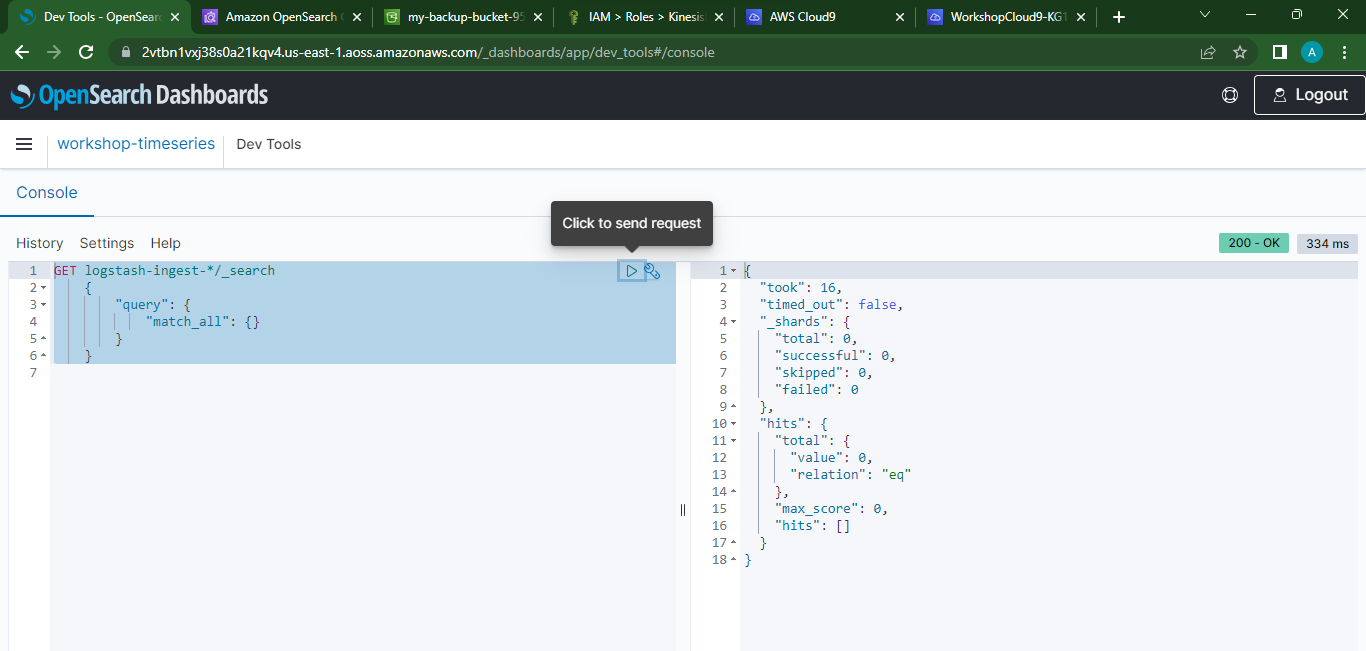 Dev Tools - OpenSearc
Amazon OpenSearch
my-backup-bucket-95
IAM > Roles > Kinesis
AWS Cloud9
WorkshopCloud9-KG1
2vtbn1vxj38s0a21kqv4.us-east-1.aoss.amazonaws.com/_dashboards/app/dev_tools#/console
A
OpenSearch Dashboards
Logout
workshop-timeseries
Dev Tools
Console
Click to send request
History Settings Help
200 - OK
334 ms
1 GET logstash-ingest-*/_search
2 {
3 "query": {
4 "match_all": {}
5 }
6 }
7
1 {
2 "took": 16,
3 "timed_out": false,
4 "_shards": {
5 "total": 0,
6 "successful": 0,
7 "skipped": 0,
8 "failed": 0
9 },
10 "hits": {
11 "total": {
12 "value": 0,
13 "relation": "eq"
14 },
15 "max_score": 0,
16 "hits": []
17 }
18 }